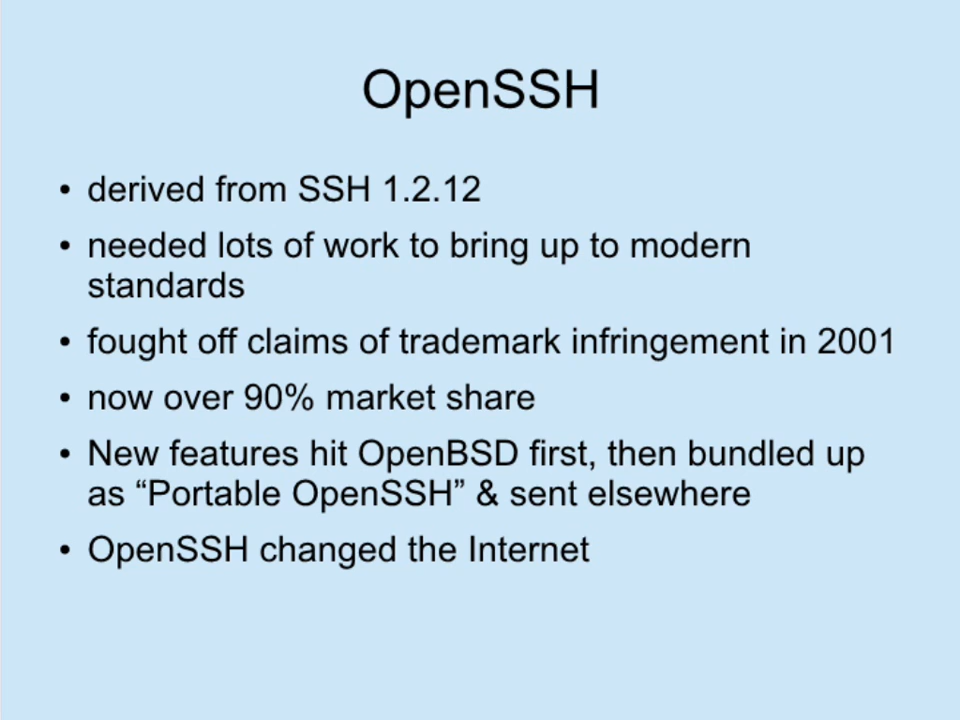 OpenSSH
• derived from SSH 1.2.12
• needed lots of work to bring up to modern
standards
• fought off claims of trademark infringement in 2001
• now over 90% market share
• New features hit OpenBSD first, then bundled up
as “Portable OpenSSH” & sent elsewhere
• OpenSSH changed the Internet